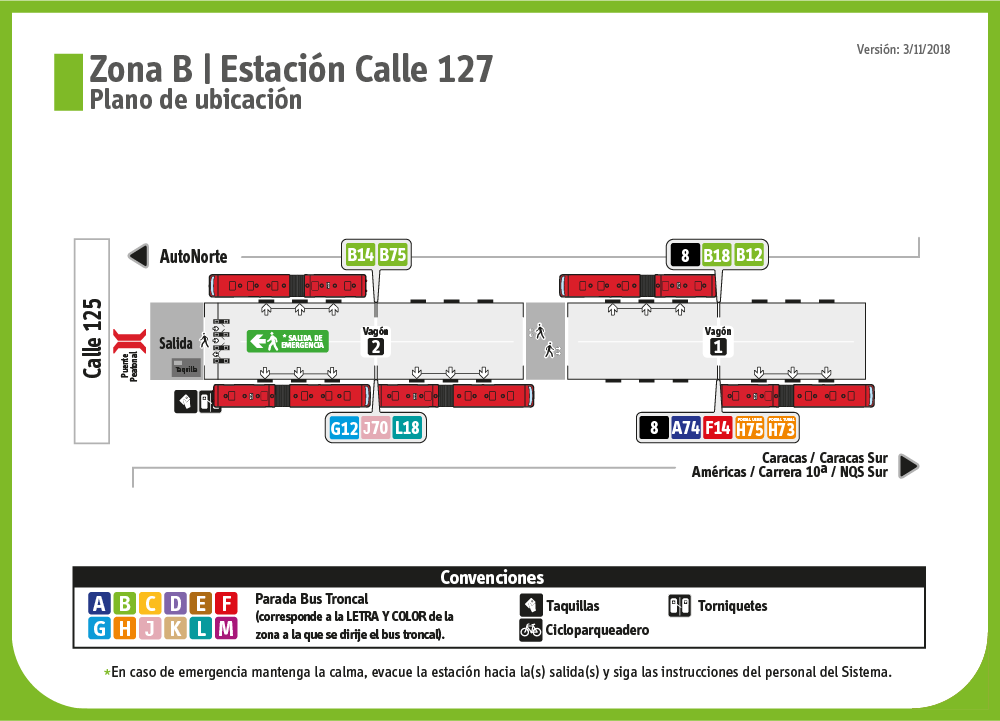 Versión: 3/11/2018
Zona B | Estación Calle 127
Plano de ubicación
AutoNorte
B14 B75
8 B18 B12
Calle 125
Puente
Peatonal
Salida
Taquilla
* SALIDA DE
EMERGENCIA
Vagón
2
Vagón
1
G12 J70 L18
8 A74 F14 H75 H73
Caracas / Caracas Sur
Américas / Carrera 10ª / NQS Sur
Convenciones
A B C D E F
G H J K L M
Parada Bus Troncal
(corresponde a la LETRA Y COLOR de la
zona a la que se dirije el bus troncal).
Taquillas
Cicloparqueadero
Torniquetes
*En caso de emergencia mantenga la calma, evacue la estación hacia la(s) salida(s) y siga las instrucciones del personal del Sistema.